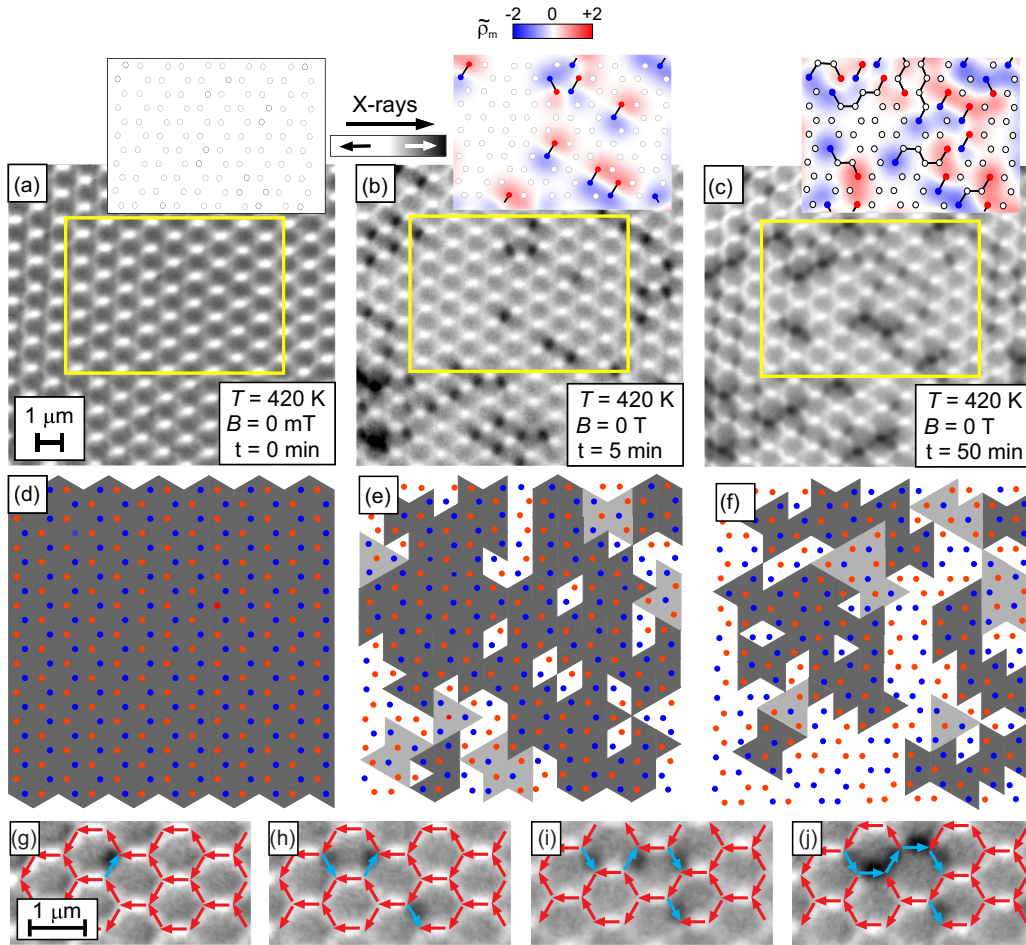 ρ̃ₘ
-2 0 +2
X-rays
(a)
(b)
(c)
T = 420 K
B = 0 mT
t = 0 min
1 μm
T = 420 K
B = 0 T
t = 5 min
T = 420 K
B = 0 T
t = 50 min
(d)
(e)
(f)
(g)
(h)
(i)
(j)
1 μm